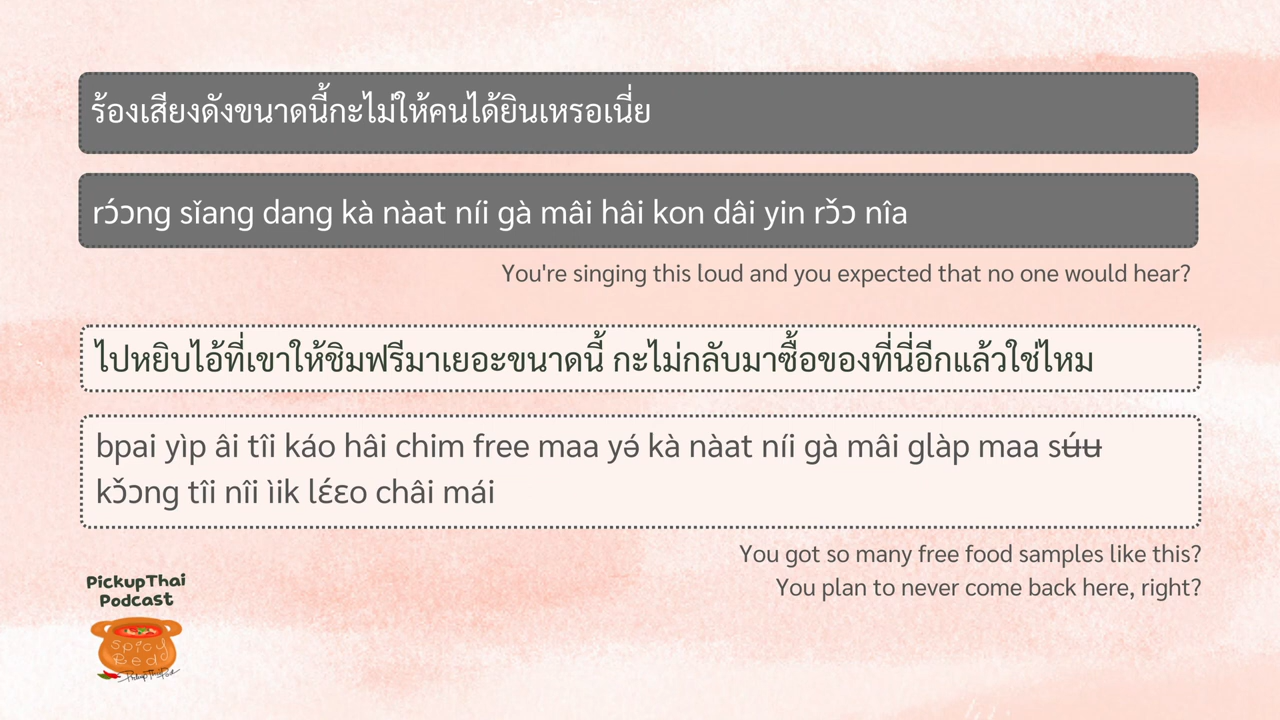 ร้องเสียงดังขนาดนี้กะไม่ให้คนได้ยินเหรอเนี่ย
rɔ́ɔng sǐang dang kà nàat níi gà mâi hâi kon dâi yin rɔ̌ɔ nîa
You're singing this loud and you expected that no one would hear?
ไปหยิบไอ้ที่เขาให้ชิมฟรีมาเยอะขนาดนี้ กะไม่กลับมาซื้อของที่นี่อีกแล้วใช่ไหม
bpai yìp âi tîi káo hâi chim free maa yə́ kà nàat níi gà mâi glàp maa sʉ́ʉ
kɔ̌ɔng tîi nîi ìik lɛ́ɛo châi mái
You got so many free food samples like this?
You plan to never come back here, right?
PickupThai
Podcast
Spicy
Red
PickupThaiPod